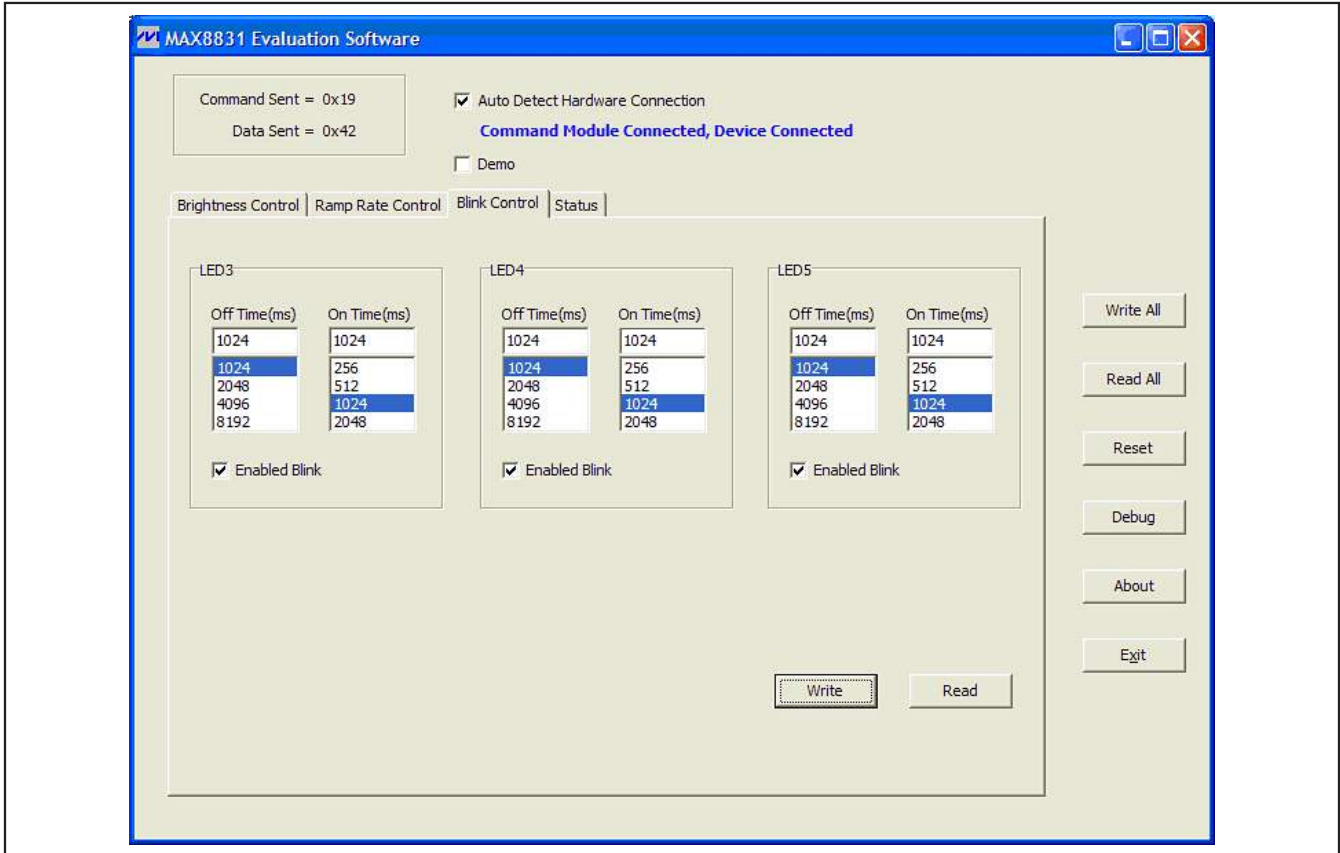 MAX8831 Evaluation Software
Command Sent = 0x19
Data Sent = 0x42
Auto Detect Hardware Connection
Command Module Connected, Device Connected
Demo
Brightness Control Ramp Rate Control Blink Control Status
LED3
Off Time(ms) On Time(ms)
1024 1024
1024 256
2048 512
4096 1024
8192 2048
Enabled Blink
LED4
Off Time(ms) On Time(ms)
1024 1024
1024 256
2048 512
4096 1024
8192 2048
Enabled Blink
LED5
Off Time(ms) On Time(ms)
1024 1024
1024 256
2048 512
4096 1024
8192 2048
Enabled Blink
Write Read
Write All
Read All
Reset
Debug
About
Exit